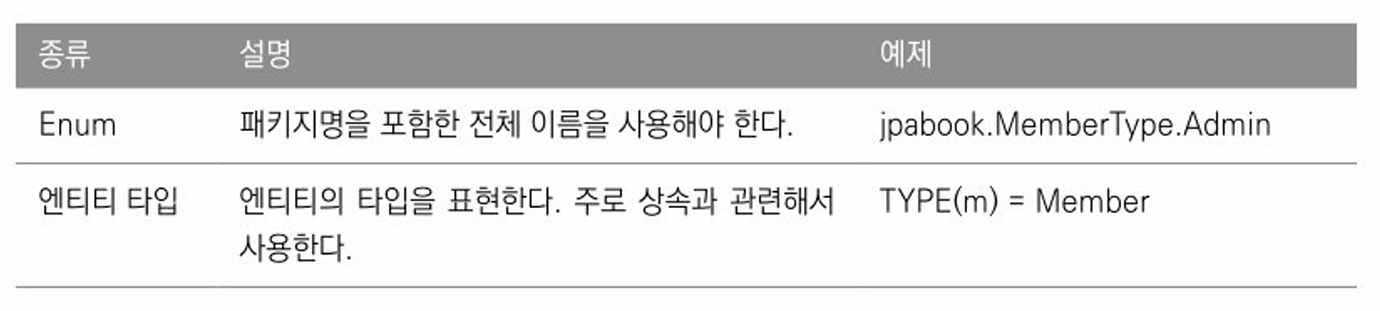 종류 설명 예제
Enum 패키지명을 포함한 전체 이름을 사용해야 한다. jpabook.MemberType.Admin
엔티티 타입 엔티티의 타입을 표현한다. 주로 상속과 관련해서 TYPE(m) = Member
사용한다.